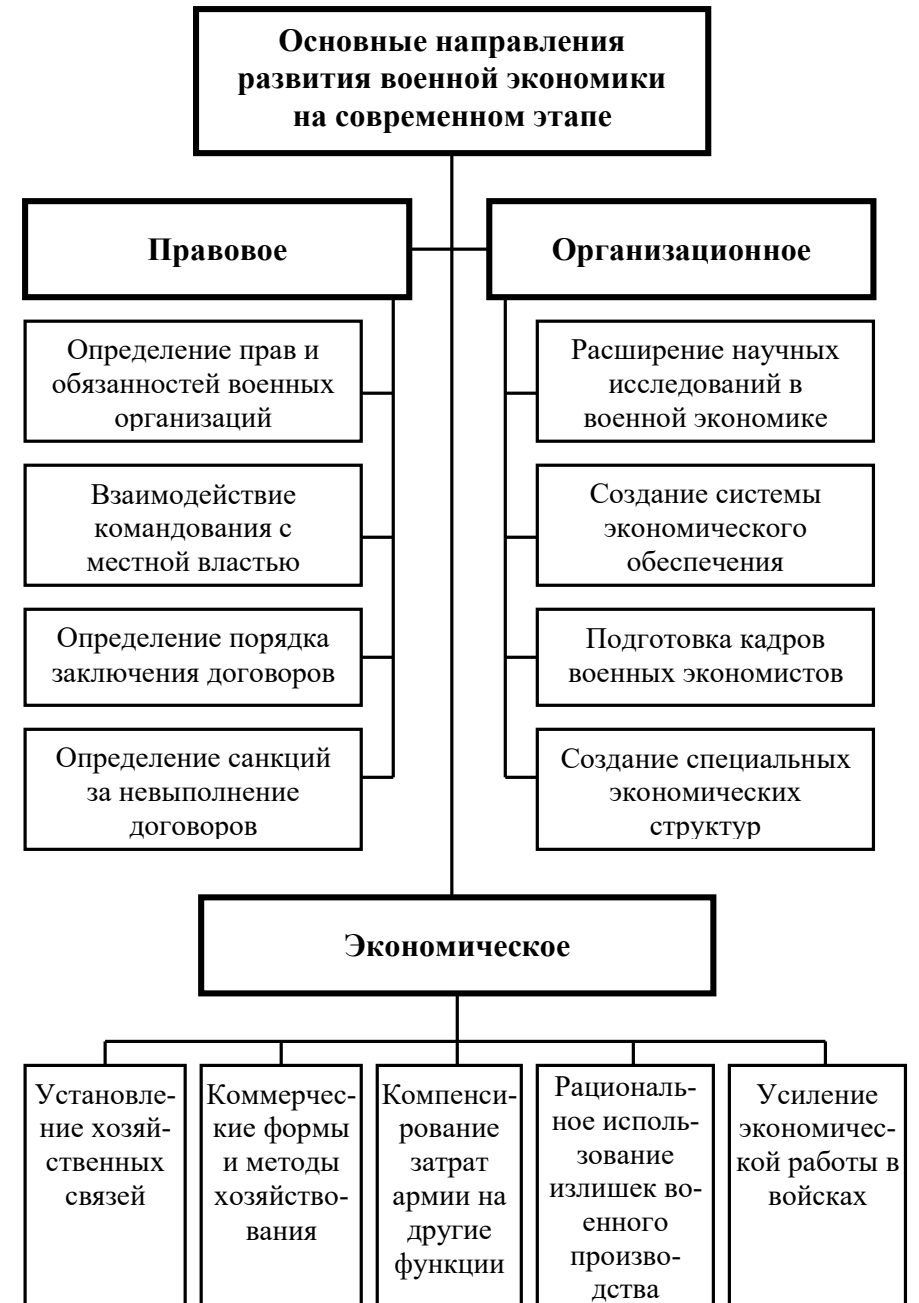 Основные направления
развития военной экономики
на современном этапе
Правовое
Определение прав и
обязанностей военных
организаций
Взаимодействие
командования с
местной властью
Определение порядка
заключения договоров
Определение санкций
за невыполнение
договоров
Организационное
Расширение научных
исследований в
военной экономике
Создание системы
экономического
обеспечения
Подготовка кадров
военных экономистов
Создание специальных
экономических
структур
Экономическое
Установле-
ние хозяй-
ственных
связей
Коммерчес-
кие формы
и методы
хозяйство-
вания
Компенси-
рование
затрат
армии на
другие
функции
Рациональ-
ное исполь-
зование
излишек во-
енного
произво-
дства
Усиление
экономичес-
кой работы в
войсках